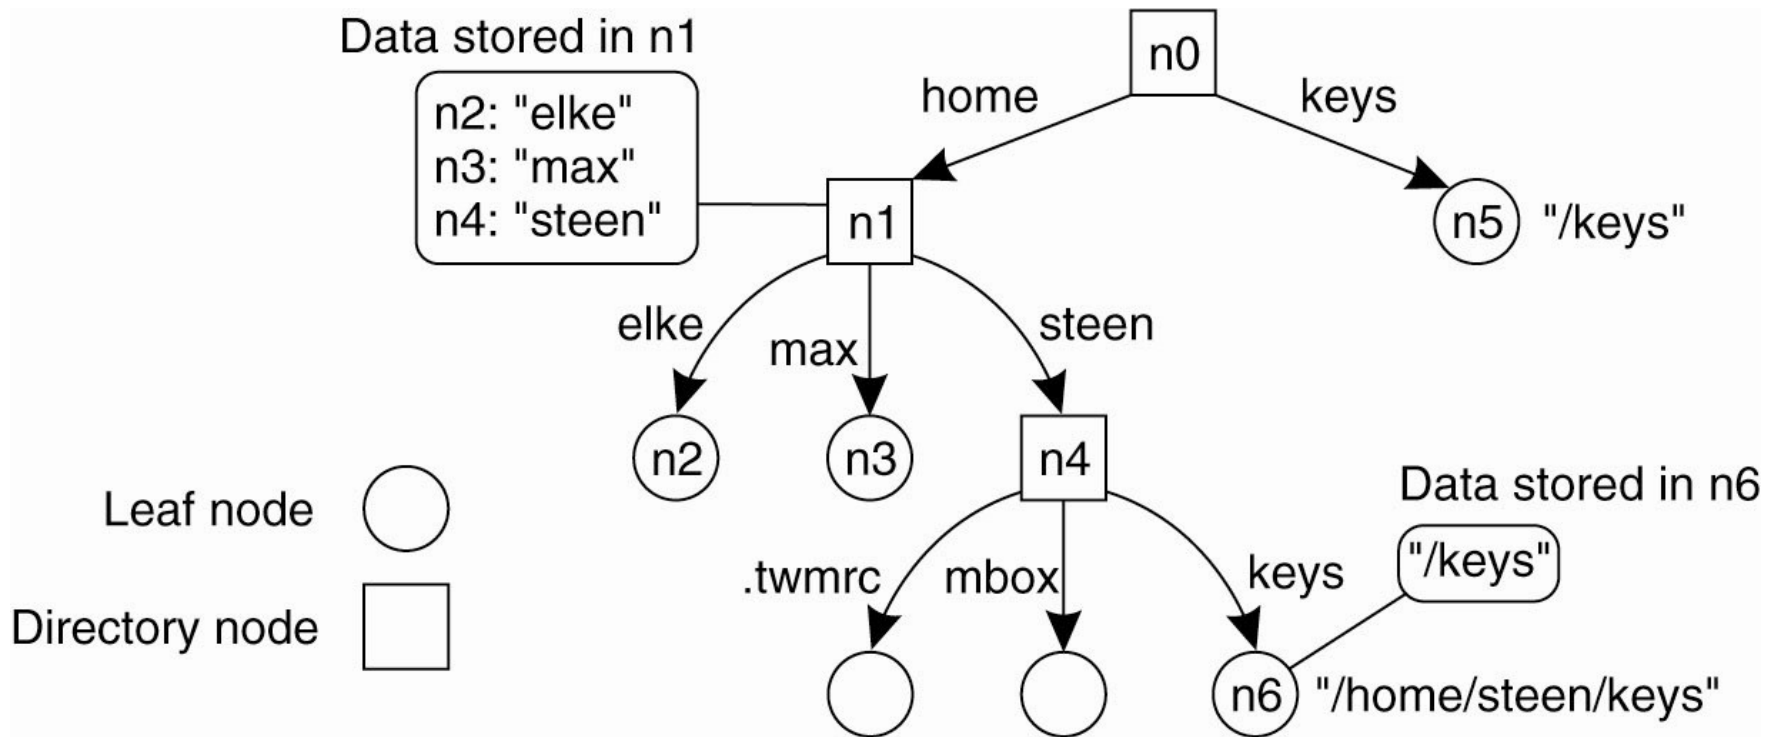 Data stored in n1
n0
n2: "elke"
n3: "max"
n4: "steen"
home
keys
n1
n5
"/keys"
elke
max
steen
n2
n3
n4
Leaf node
Directory node
Data stored in n6
"/keys"
.twmrc
mbox
keys
n6
"/home/steen/keys"